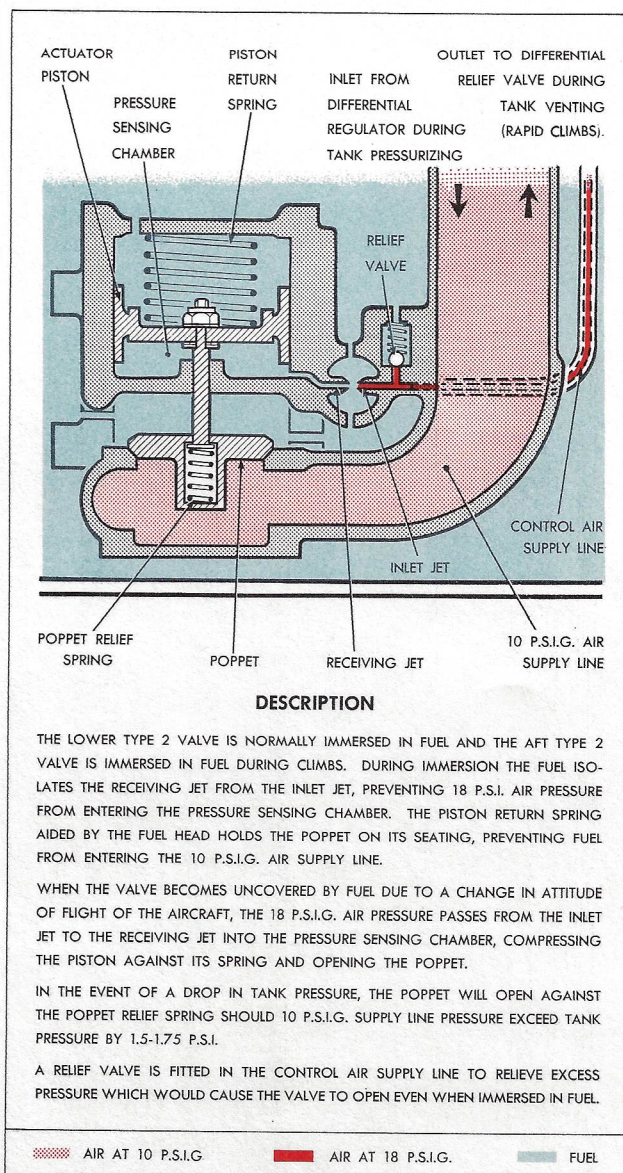 ACTUATOR
PISTON
PRESSURE
SENSING
CHAMBER
PISTON
RETURN
SPRING
INLET FROM
DIFFERENTIAL
REGULATOR DURING
TANK PRESSURIZING
OUTLET TO DIFFERENTIAL
RELIEF VALVE DURING
TANK VENTING
(RAPID CLIMBS).
RELIEF
VALVE
CONTROL AIR
SUPPLY LINE
INLET JET
POPPET RELIEF
SPRING
POPPET
RECEIVING JET
10 P.S.I.G. AIR
SUPPLY LINE
DESCRIPTION
THE LOWER TYPE 2 VALVE IS NORMALLY IMMERSED IN FUEL AND THE AFT TYPE 2
VALVE IS IMMERSED IN FUEL DURING CLIMBS. DURING IMMERSION THE FUEL ISO-
LATES THE RECEIVING JET FROM THE INLET JET, PREVENTING 18 P.S.I. AIR PRESSURE
FROM ENTERING THE PRESSURE SENSING CHAMBER. THE PISTON RETURN SPRING
AIDED BY THE FUEL HEAD HOLDS THE POPPET ON ITS SEATING, PREVENTING FUEL
FROM ENTERING THE 10 P.S.I.G. AIR SUPPLY LINE.
WHEN THE VALVE BECOMES UNCOVERED BY FUEL DUE TO A CHANGE IN ATTITUDE
OF FLIGHT OF THE AIRCRAFT, THE 18 P.S.I.G. AIR PRESSURE PASSES FROM THE INLET
JET TO THE RECEIVING JET INTO THE PRESSURE SENSING CHAMBER, COMPRESSING
THE PISTON AGAINST ITS SPRING AND OPENING THE POPPET.
IN THE EVENT OF A DROP IN TANK PRESSURE, THE POPPET WILL OPEN AGAINST
THE POPPET RELIEF SPRING SHOULD 10 P.S.I.G. SUPPLY LINE PRESSURE EXCEED TANK
PRESSURE BY 1.5-1.75 P.S.I.
A RELIEF VALVE IS FITTED IN THE CONTROL AIR SUPPLY LINE TO RELIEVE EXCESS
PRESSURE WHICH WOULD CAUSE THE VALVE TO OPEN EVEN WHEN IMMERSED IN FUEL.
AIR AT 10 P.S.I.G
AIR AT 18 P.S.I.G.
FUEL